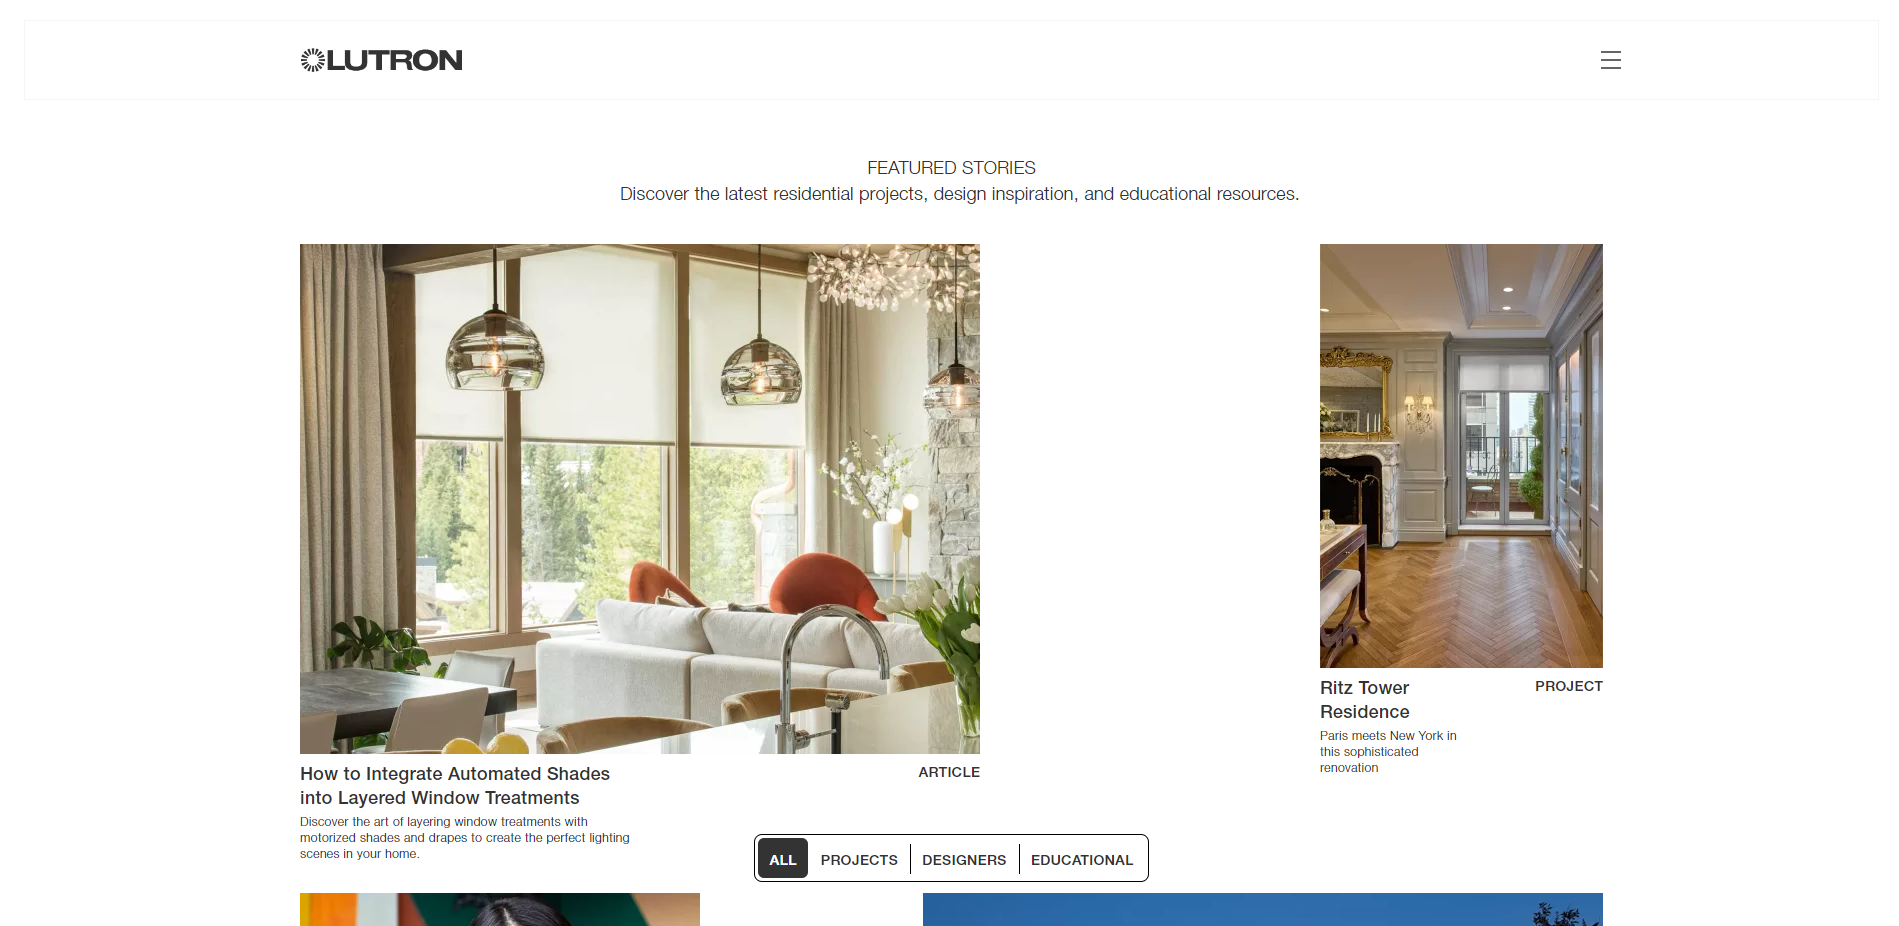 LUTRON
FEATURED STORIES
Discover the latest residential projects, design inspiration, and educational resources.
How to Integrate Automated Shades
into Layered Window Treatments
ARTICLE
Discover the art of layering window treatments with
motorized shades and drapes to create the perfect lighting
scenes in your home.
Ritz Tower
Residence
PROJECT
Paris meets New York in
this sophisticated
renovation
ALL
PROJECTS
DESIGNERS
EDUCATIONAL